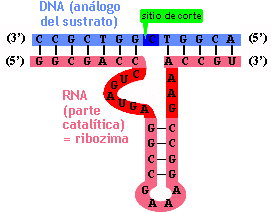 DNA (análogo
del sustrato)
sitio de corte
(3') C C G C T G G C T G G C A (5')
(5') G G C G A C C A C C G U (3')
C U G A U G A
G G C C G A A A G G C C G A A A
RNA
(parte
catalítica)
= ribozima